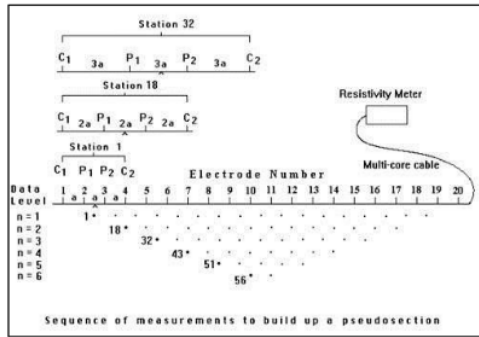 Station 32
C1 3a P1 3a P2 3a C2
Station 18
C1 2a P1 2a P2 2a C2
Station 1
C1 P1 P2 C2
Resistivity Meter
Multi-core cable
Electrode Number
Data Level
1 2 3 4 5 6 7 8 9 10 11 12 13 14 15 16 17 18 19 20
a a a
n = 1 1
n = 2 18
n = 3 32
n = 4 43
n = 5 51
n = 6 56
Sequence of measurements to build up a pseudosection